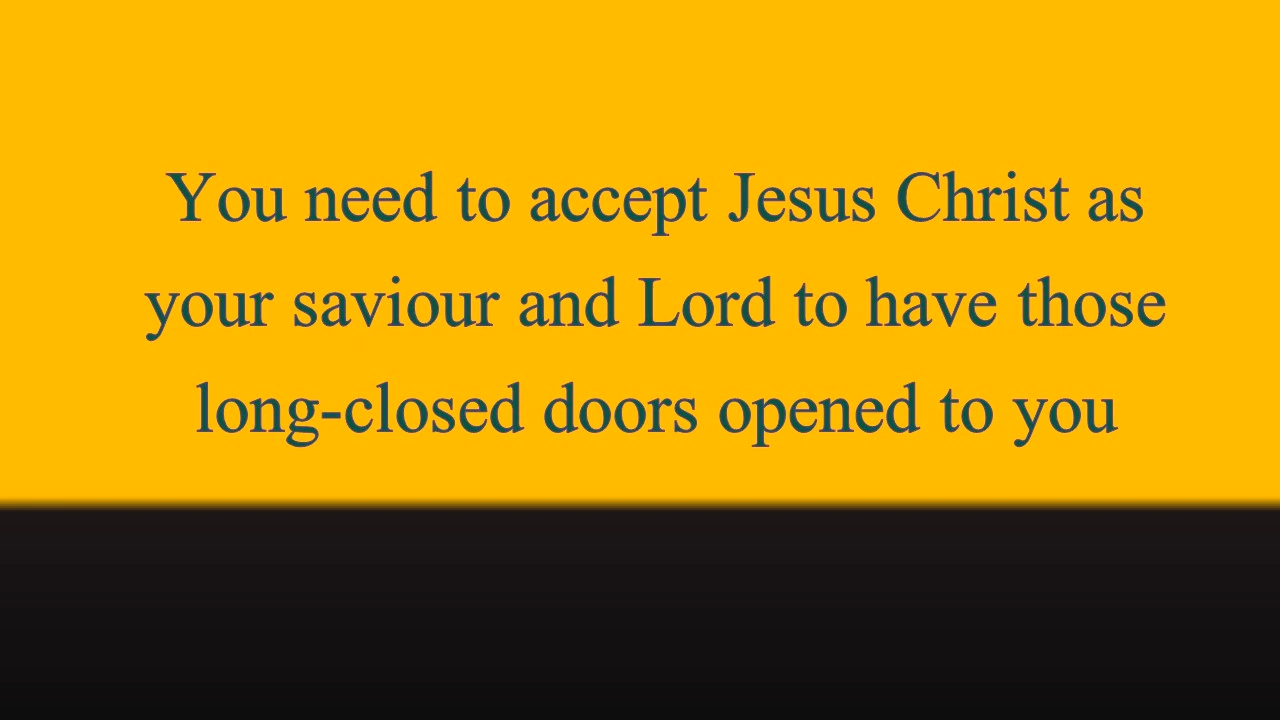 You need to accept Jesus Christ as
your saviour and Lord to have those
long-closed doors opened to you